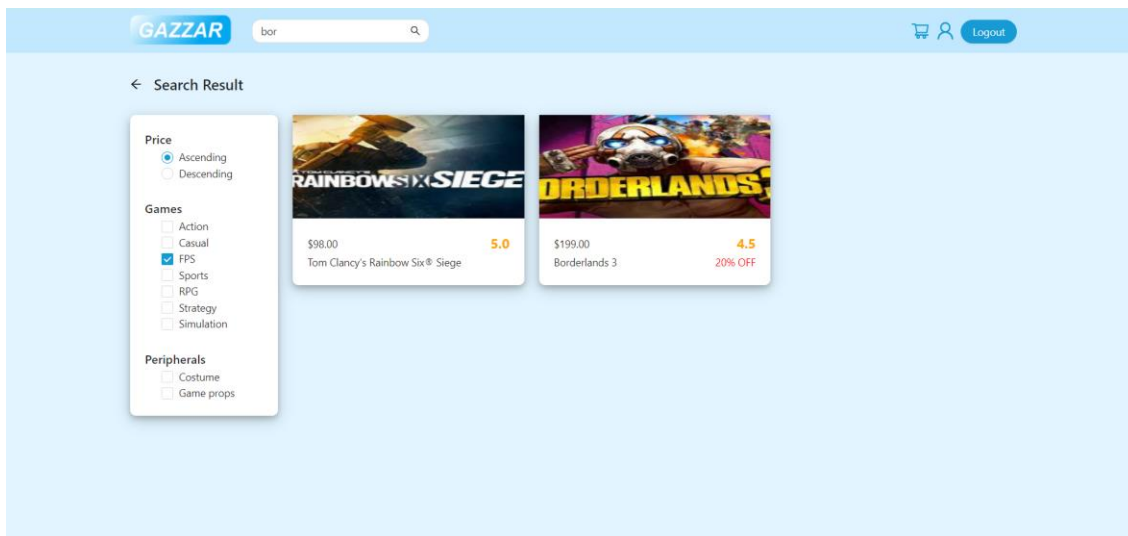 GAZZAR
bor
Logout
Search Result
Price
Ascending
Descending
Games
Action
Casual
FPS
Sports
RPG
Strategy
Simulation
Peripherals
Costume
Game props
RAINBOW SIX SIEGE
$98.00 5.0
Tom Clancy's Rainbow Six® Siege
ORDERLANDS
$199.00 4.5
Borderlands 3 20% OFF